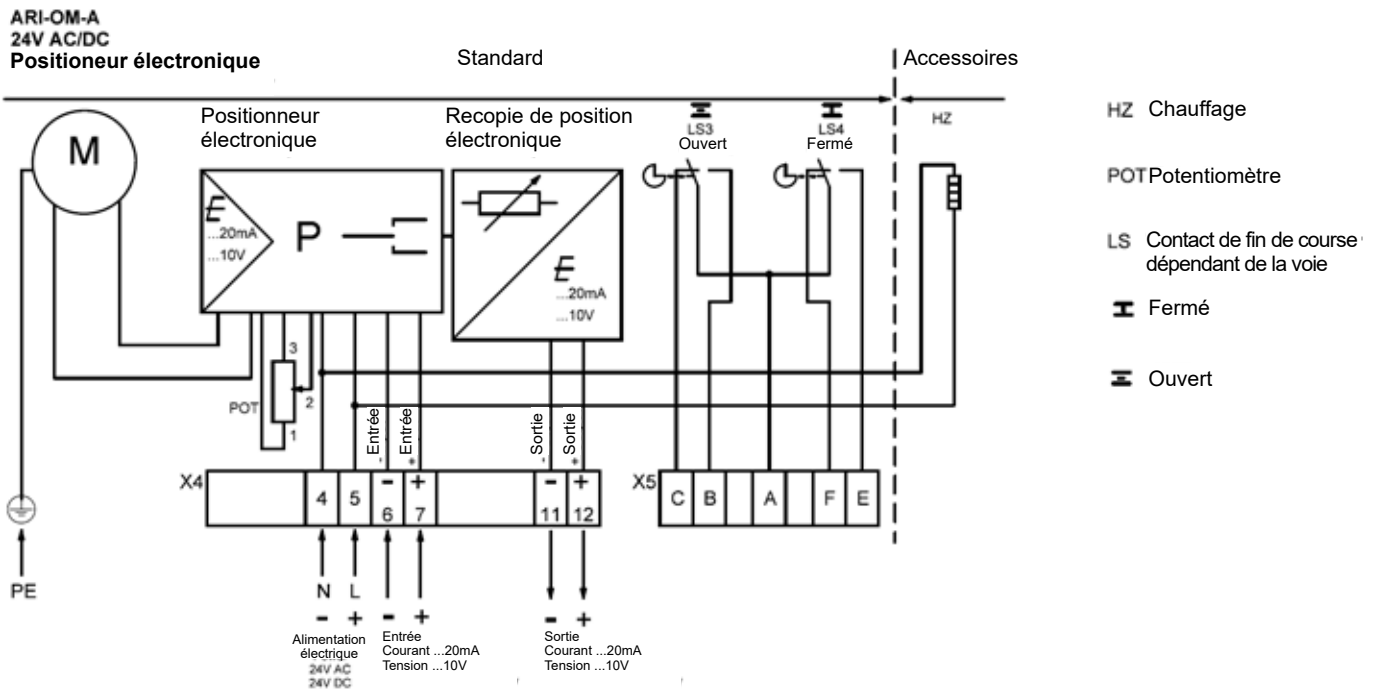 ARI-OM-A
24V AC/DC
Positioneur électronique
Standard
Accessoires
M
Positionneur
électronique
Recopie de position
électronique
LS3
Ouvert
LS4
Fermé
HZ
HZ Chauffage
POT Potentiomètre
LS Contact de fin de course
dépendant de la voie
Fermé
Ouvert
E
...20mA
...10V
P
E
...20mA
...10V
3
POT
2
1
Entrée -
Entrée +
Sortie -
Sortie +
X4
4
5
- 6
+ 7
- 11
+ 12
X5
C
B
A
F
E
PE
N
L
- + - +
- +
Alimentation
électrique
24V AC
24V DC
Entrée
Courant ...20mA
Tension ...10V
Sortie
Courant ...20mA
Tension ...10V